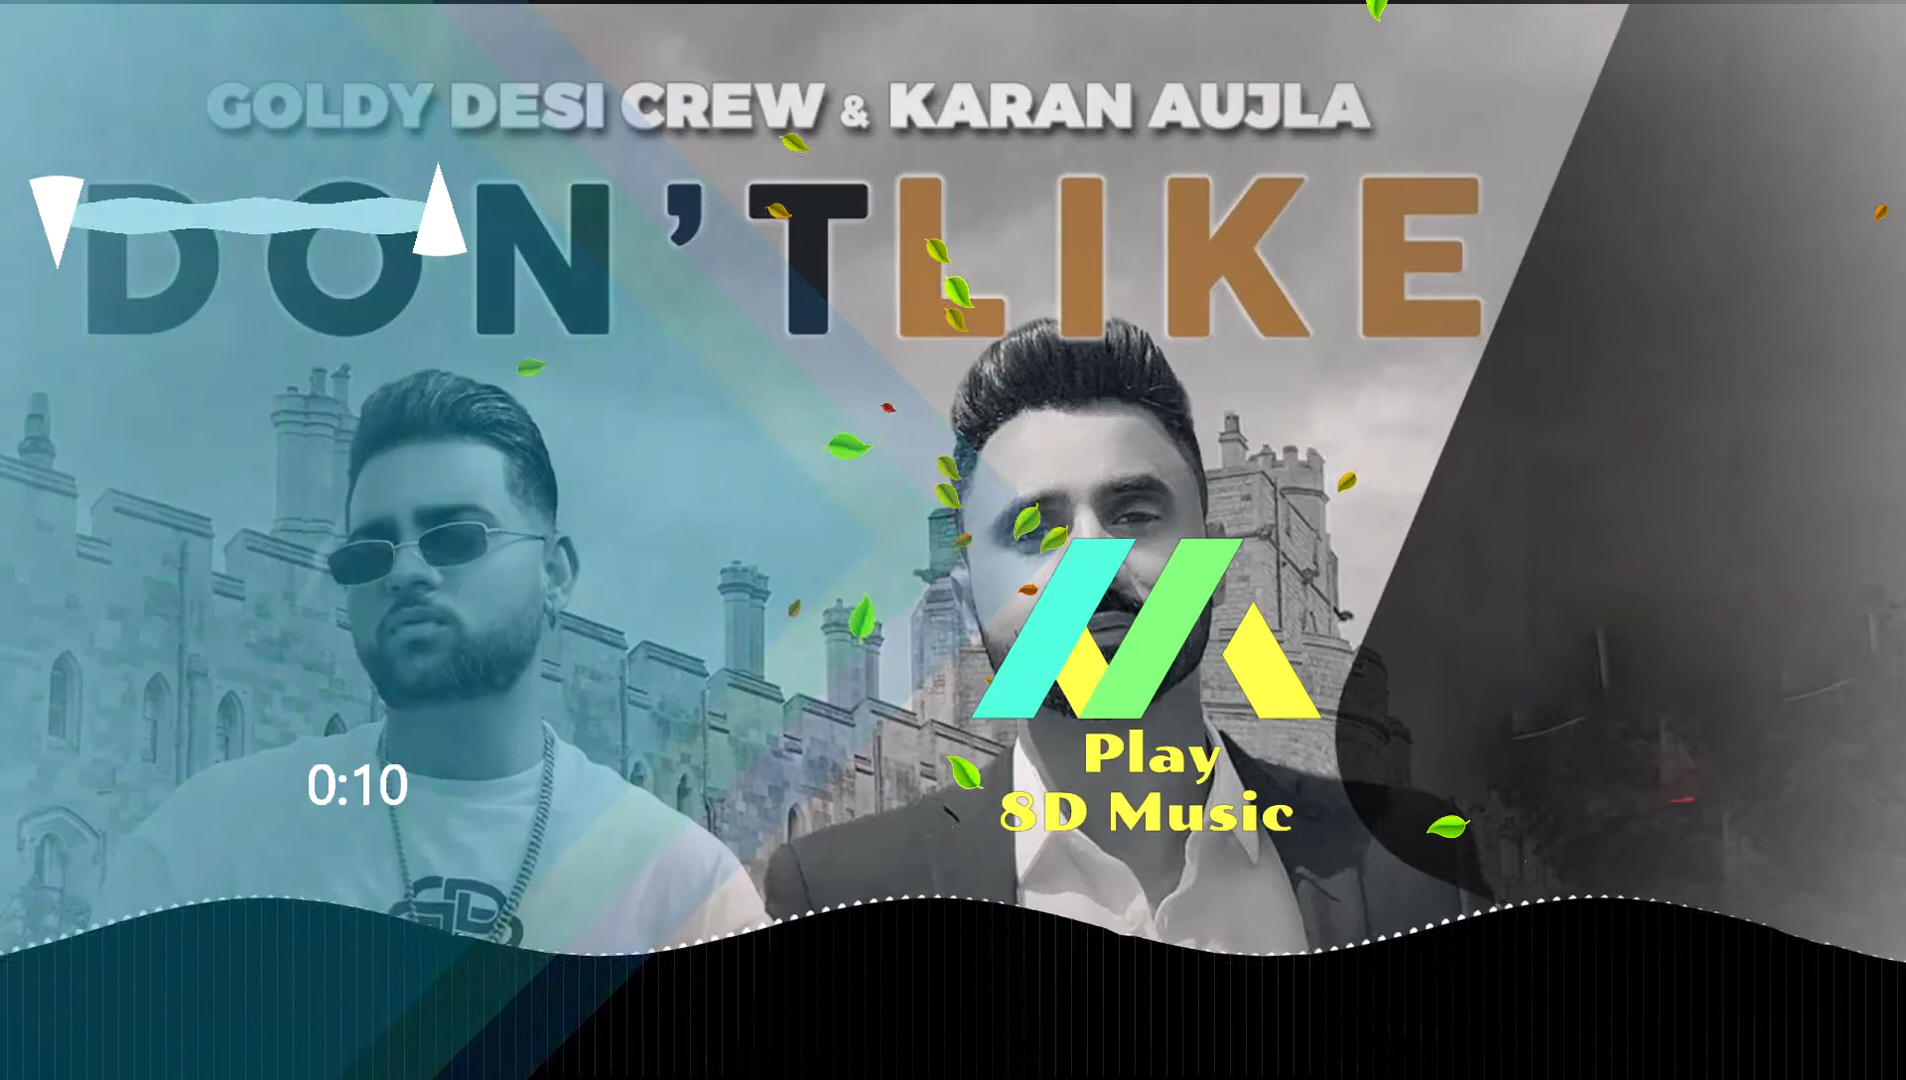 GOLDY DESI CREW & KARAN AUJLA
DON'T LIKE
0:10
Play
8D Music